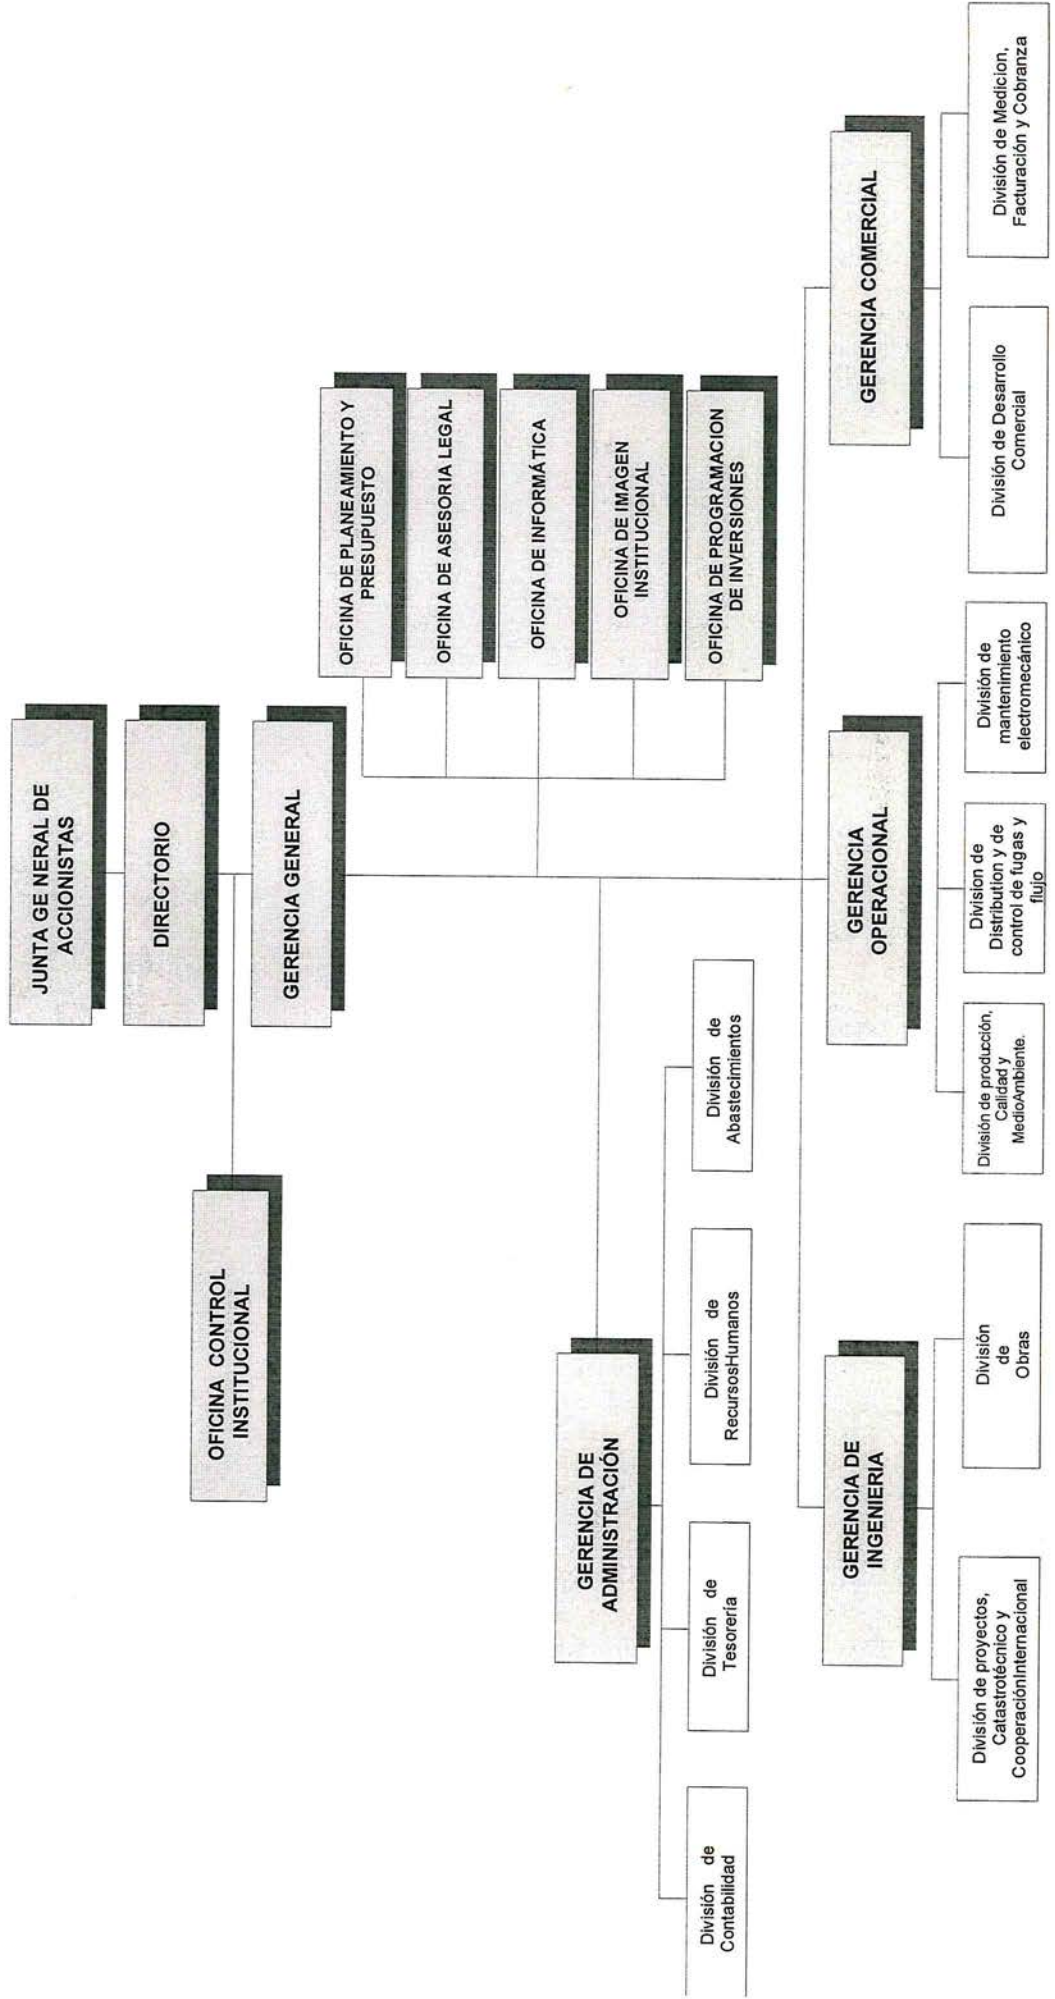 JUNTA GE NERAL DE
ACCIONISTAS
DIRECTORIO
OFICINA CONTROL
INSTITUCIONAL
GERENCIA GENERAL
OFICINA DE PLANEAMIENTO Y
PRESUPUESTO
OFICINA DE ASESORIA LEGAL
OFICINA DE INFORMÁTICA
OFICINA DE IMAGEN
INSTITUCIONAL
OFICINA DE PROGRAMACION
DE INVERSIONES
GERENCIA DE
ADMINISTRACIÓN
División de
Contabilidad
División de
Tesorería
División de
RecursosHumanos
División de
Abastecimientos
GERENCIA DE
INGENIERIA
GERENCIA
OPERACIONAL
GERENCIA COMERCIAL
División de proyectos,
Catastrotécnico y
CooperaciónInternacional
División
de
Obras
División de producción,
Calidad y
MedioAmbiente.
Division de
Distribution y de
control de fugas y
flujo
División de
mantenimiento
electromecánico
División de Desarrollo
Comercial
División de Medicion,
Facturación y Cobranza